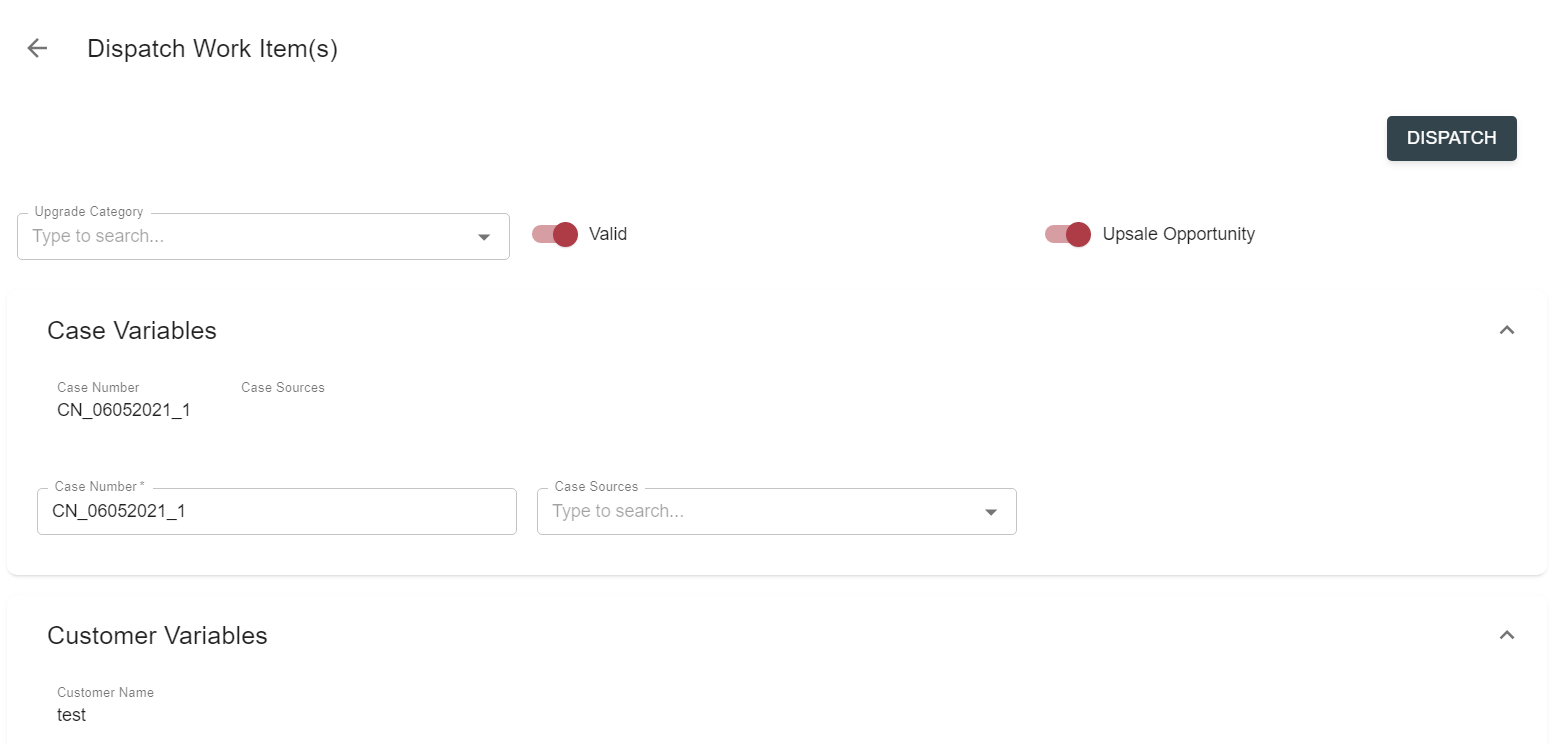 Dispatch Work Item(s)
DISPATCH
Upgrade Category
Type to search...
Valid
Upsale Opportunity
Case Variables
Case Number
CN_06052021_1
Case Sources
Case Number *
CN_06052021_1
Case Sources
Type to search...
Customer Variables
Customer Name
test